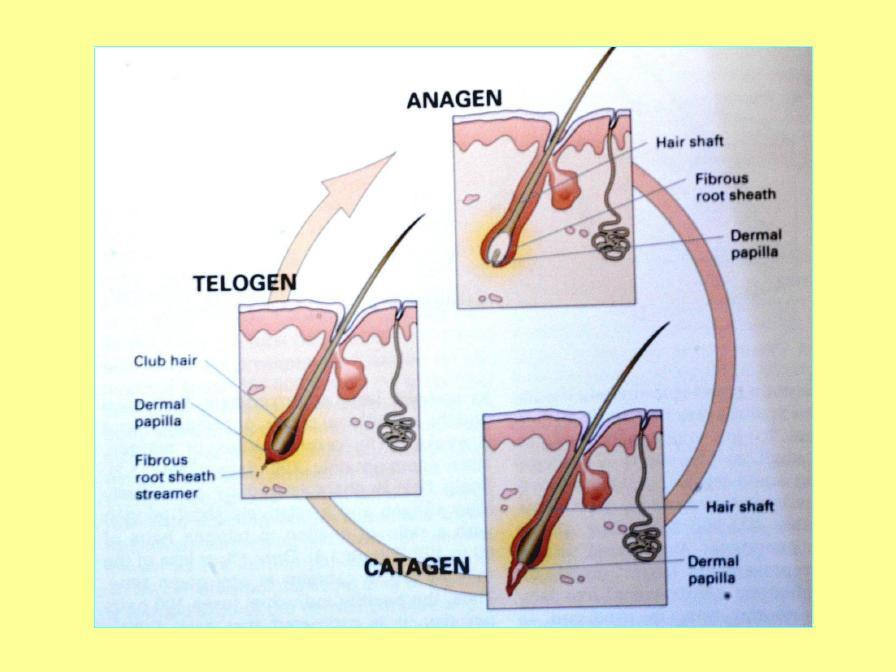 ANAGEN
Hair shaft
Fibrous
root sheath
Dermal
papilla
TELOGEN
Club hair
Dermal
papilla
Fibrous
root sheath
streamer
Hair shaft
CATAGEN
Dermal
papilla